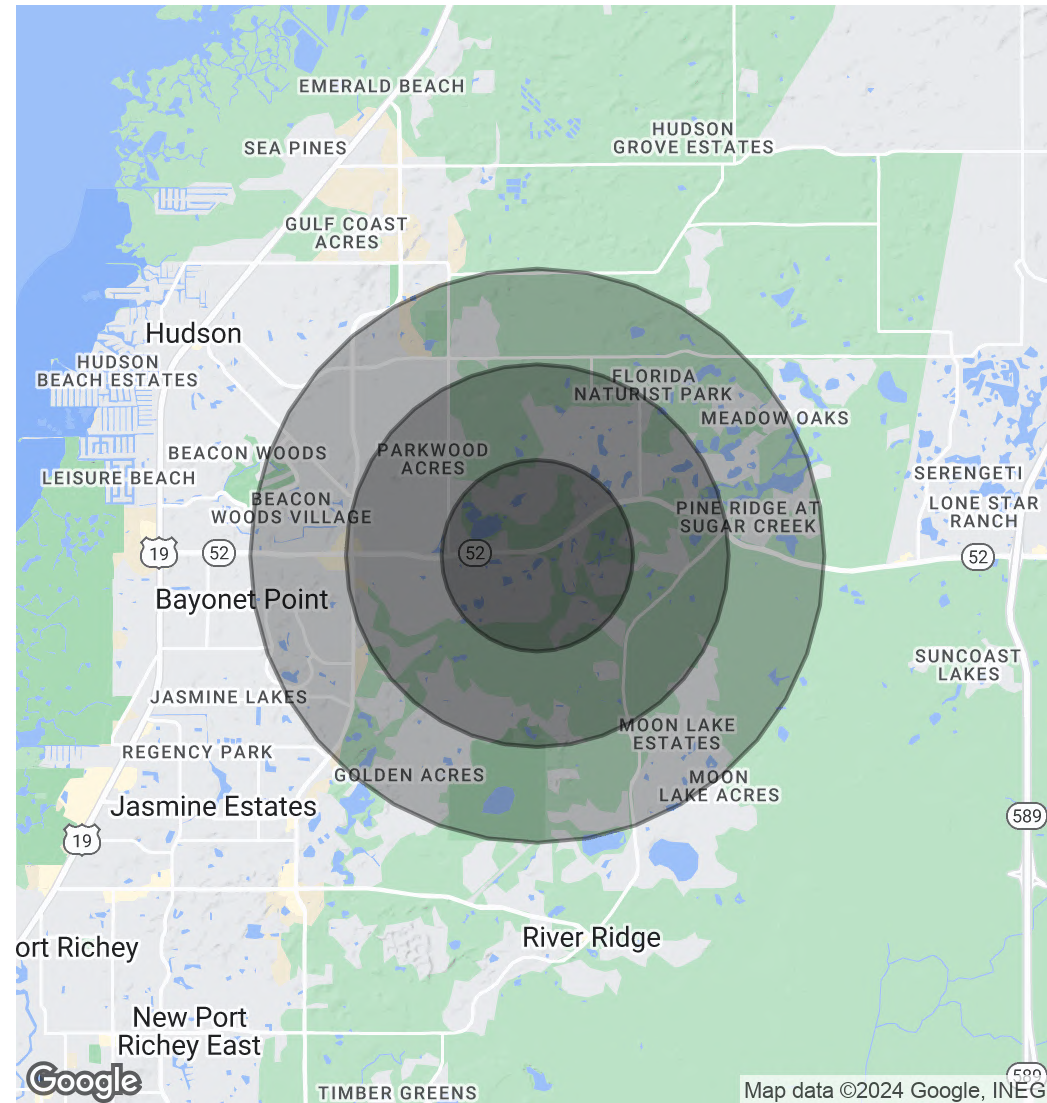 EMERALD BEACH
HUDSON
GROVE ESTATES
SEA PINES
GULF COAST
ACRES
Hudson
HUDSON
BEACH ESTATES
FLORIDA
NATURIST PARK
MEADOW OAKS
PARKWOOD
ACRES
BEACON WOODS
LEISURE BEACH
SERENGETI
BEACON
WOODS VILLAGE
LONE STAR
RANCH
PINE RIDGE AT
SUGAR CREEK
19
52
52
52
Bayonet Point
SUNCOAST
LAKES
JASMINE LAKES
MOON LAKE
ESTATES
REGENCY PARK
GOLDEN ACRES
MOON
LAKE ACRES
Jasmine Estates
589
19
River Ridge
ort Richey
New Port
Richey East
589
Google
TIMBER GREENS
Map data ©2024 Google, INEG